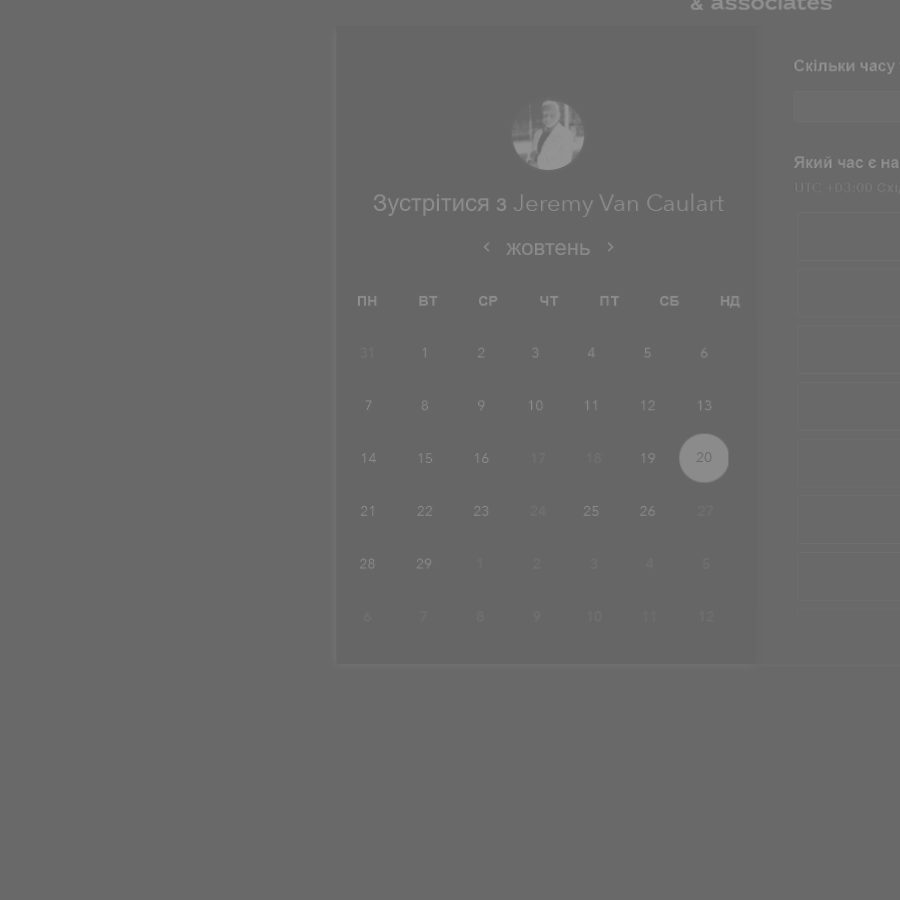 & associates
Зустрітися з Jeremy Van Caulart
< жовтень >
ПН ВТ СР ЧТ ПТ СБ НД
31 1 2 3 4 5 6
7 8 9 10 11 12 13
14 15 16 17 18 19 20
21 22 23 24 25 26 27
28 29 1 2 3 4 5
6 7 8 9 10 11 12
Скільки часу
Який час є на
UTC +03:00 Схі